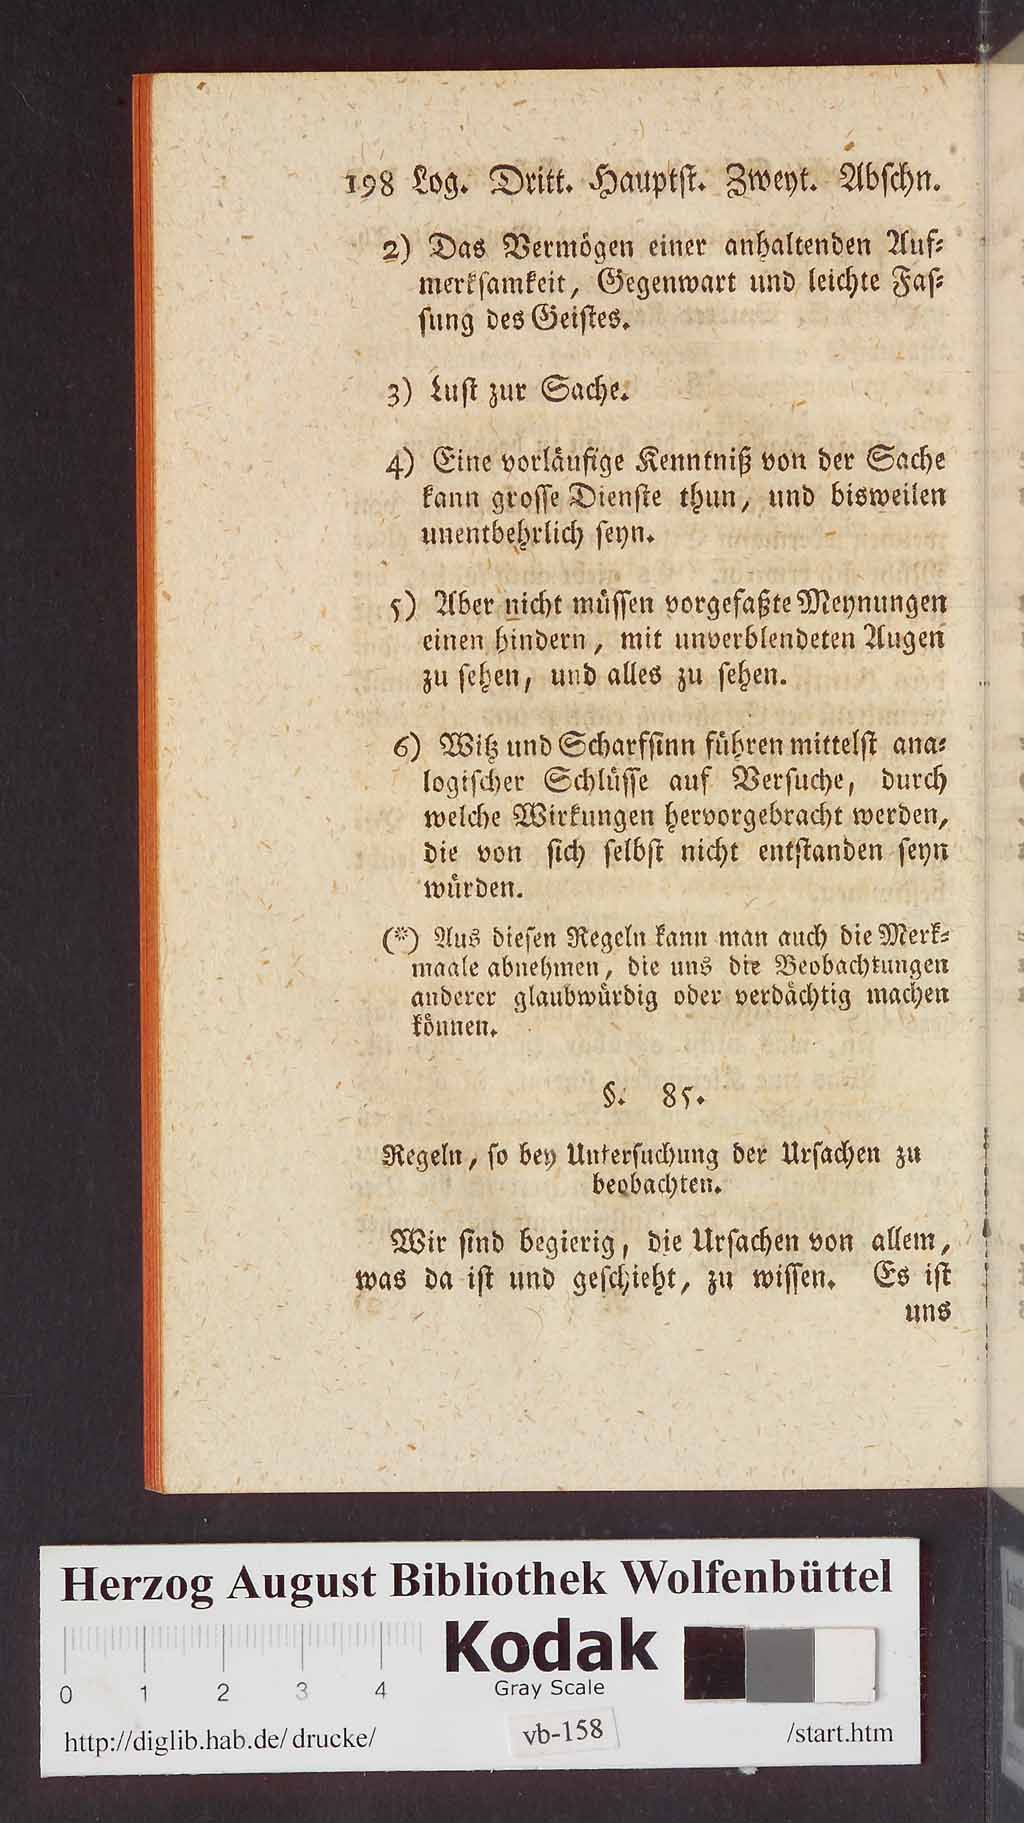 198 Log. Dritt. Hauptst. Zweyt. Abschn.
2) Das Vermögen einer anhaltenden Auf-
merksamkeit, Gegenwart und leichte Fas-
sung des Geistes.
3) Lust zur Sache.
4) Eine vorläufige Kenntniß von der Sache
kann grosse Dienste thun, und bisweilen
unentbehrlich seyn.
5) Aber nicht müssen vorgefaßte Meynungen
einen hindern, mit unverblendeten Augen
zu sehen, und alles zu sehen.
6) Witz und Scharfsinn führen mittelst ana-
logischer Schlüsse auf Versuche, durch
welche Wirkungen hervorgebracht werden,
die von sich selbst nicht entstanden seyn
würden.
(*) Aus diesen Regeln kann man auch die Merk-
maale abnehmen, die uns die Beobachtungen
anderer glaubwürdig oder verdächtig machen
können.
§. 85.
Regeln, so bey Untersuchung der Ursachen zu
beobachten.
Wir sind begierig, die Ursachen von allem,
was da ist und geschieht, zu wissen. Es ist
uns
Herzog August Bibliothek Wolfenbüttel
0 1 2 3 4
Kodak
Gray Scale
http://diglib.hab.de/drucke/ vb-158 /start.htm